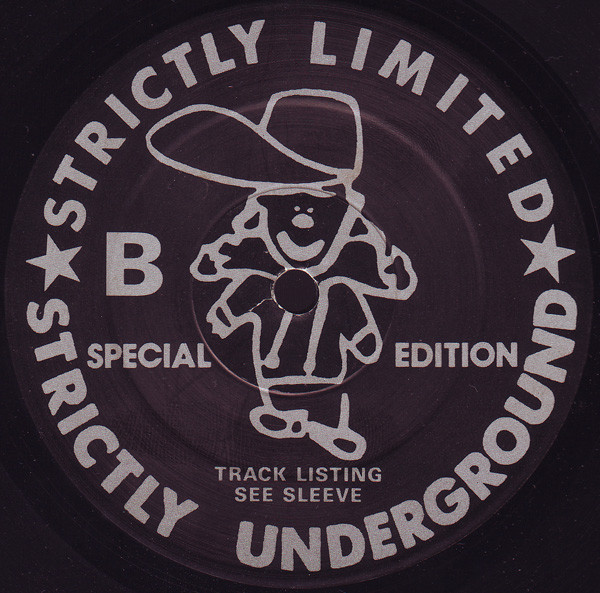 STRICTLY LIMITED
B
SPECIAL EDITION
TRACK LISTING
SEE SLEEVE
STRICTLY UNDERGROUND